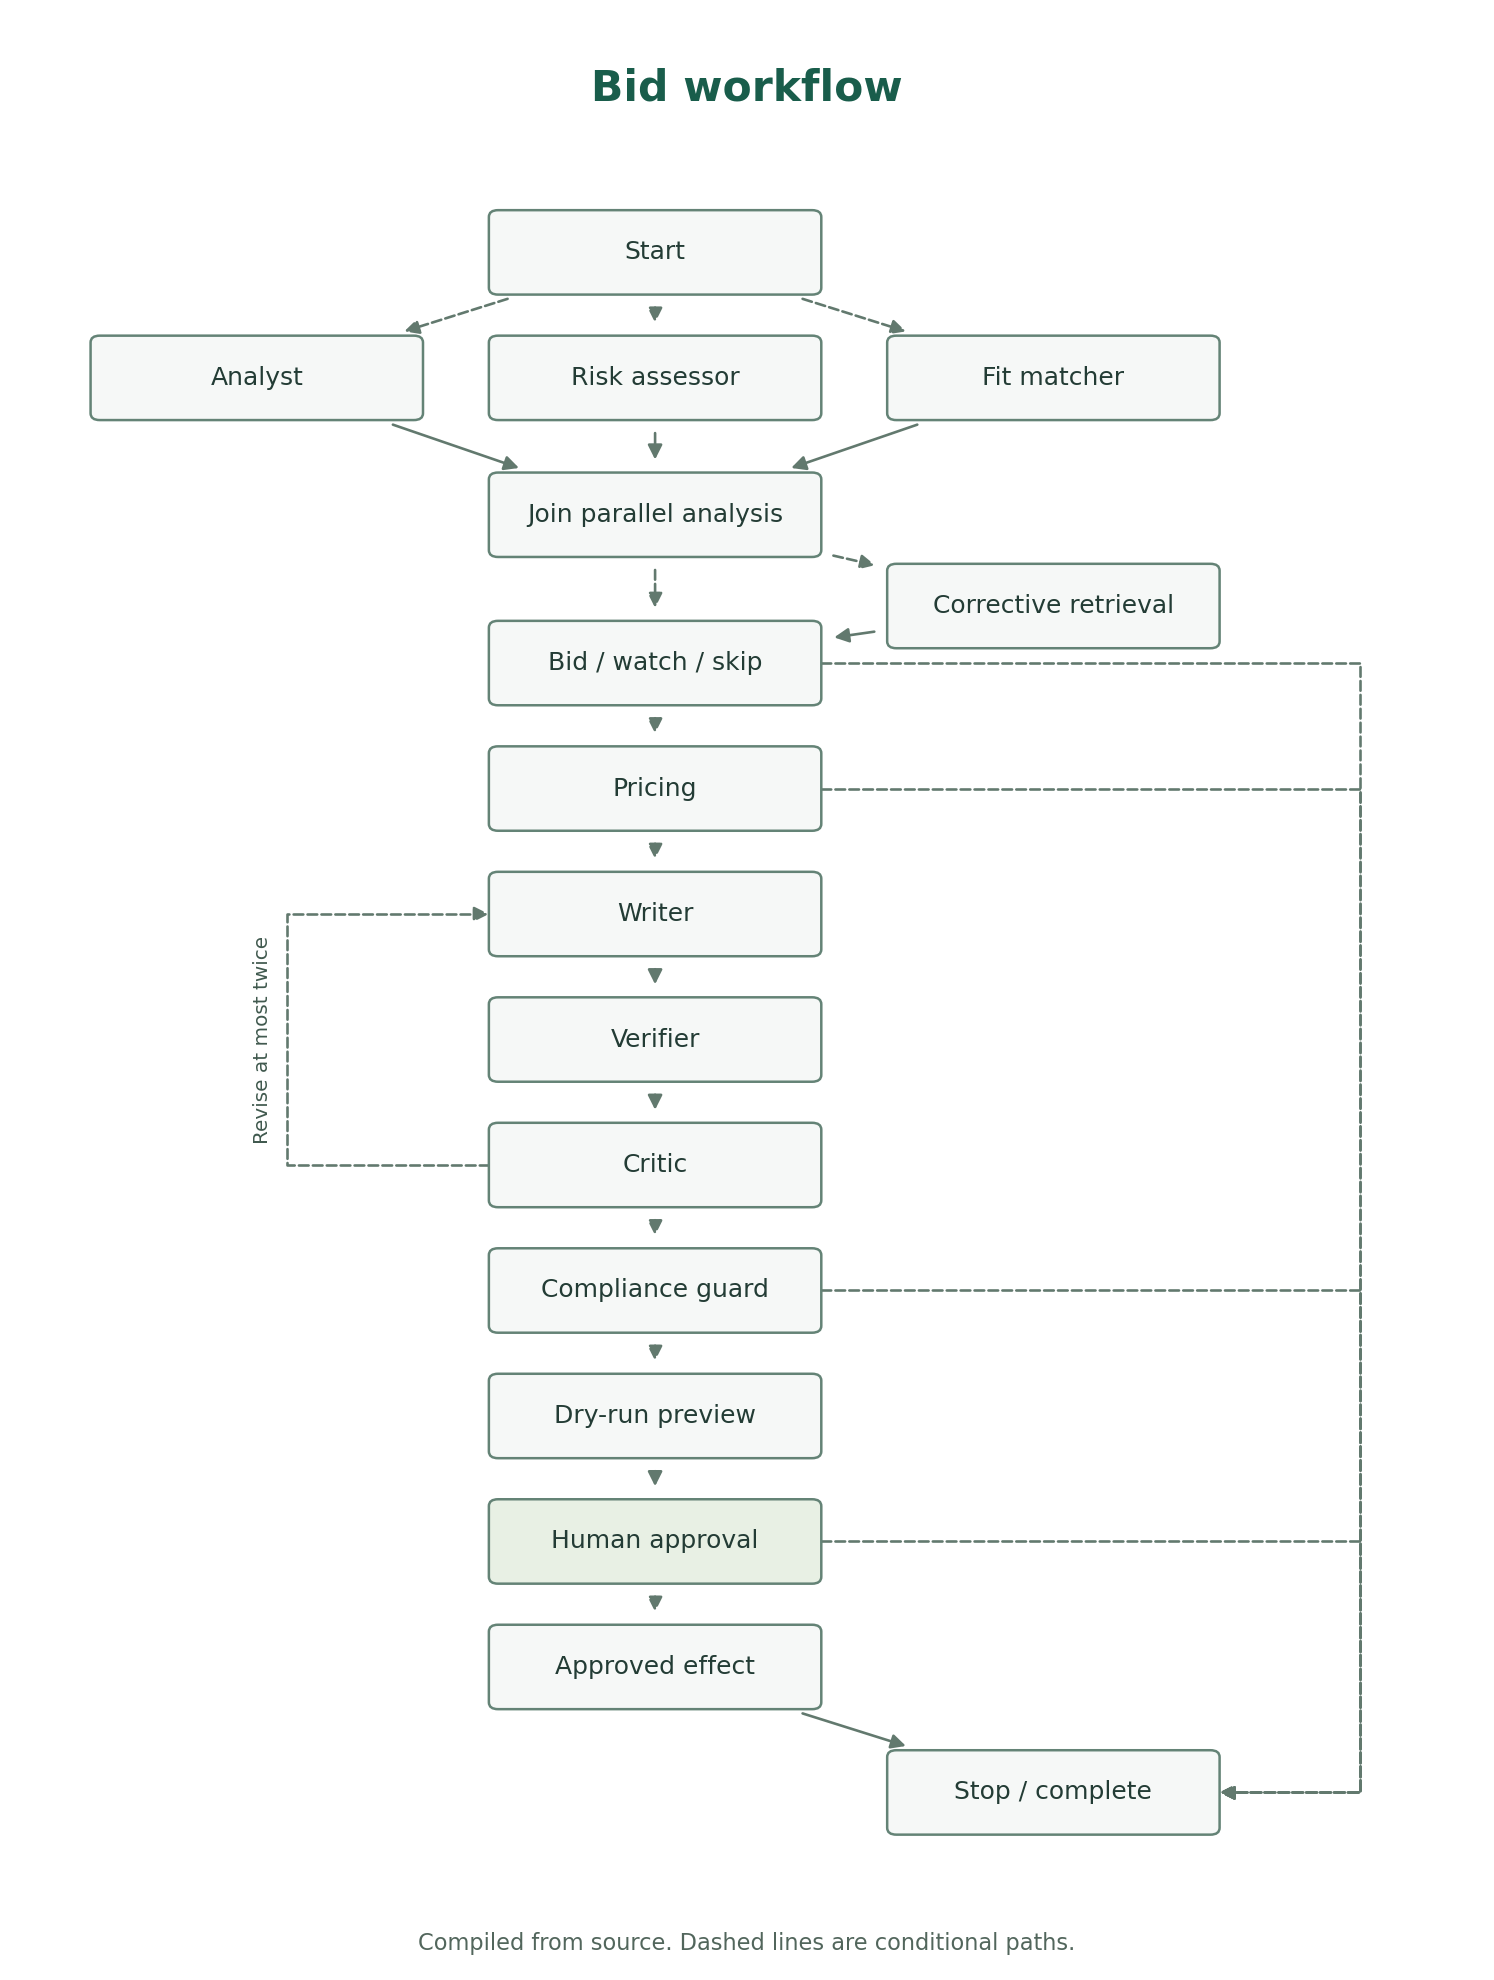 Bid workflow
Start
Analyst
Risk assessor
Fit matcher
Join parallel analysis
Corrective retrieval
Bid / watch / skip
Pricing
Writer
Revise at most twice
Verifier
Critic
Compliance guard
Dry-run preview
Human approval
Approved effect
Stop / complete
Compiled from source. Dashed lines are conditional paths.